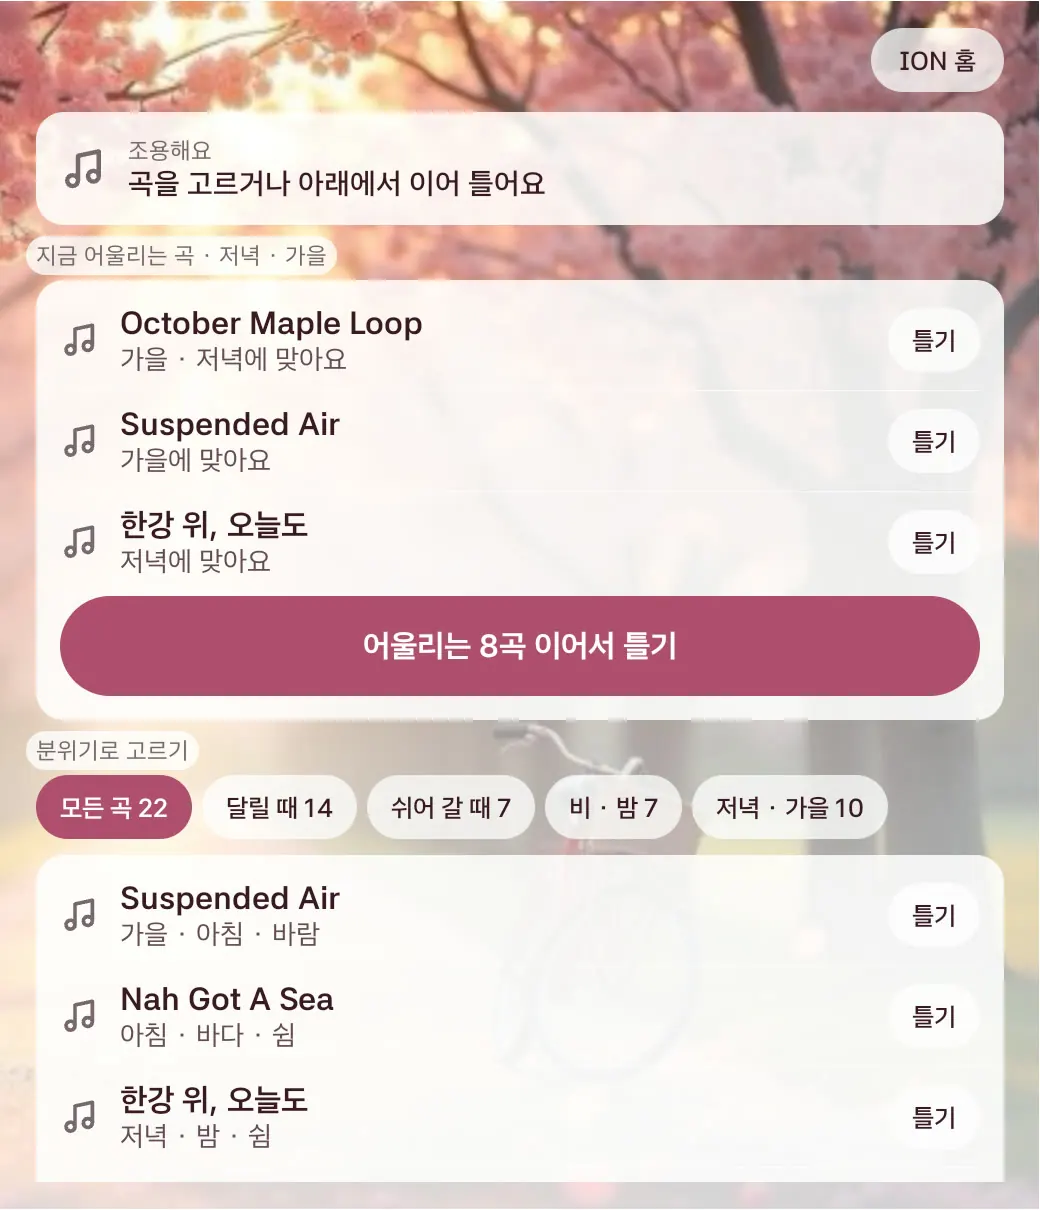 ION 홈
조용해요
곡을 고르거나 아래에서 이어 틀어요
지금 어울리는 곡 · 저녁 · 가을
October Maple Loop
가을 · 저녁에 맞아요
틀기
Suspended Air
가을에 맞아요
틀기
한강 위, 오늘도
저녁에 맞아요
틀기
어울리는 8곡 이어서 틀기
분위기로 고르기
모든 곡 22 달릴 때 14 쉬어 갈 때 7 비 · 밤 7 저녁 · 가을 10
Suspended Air
가을 · 아침 · 바람
틀기
Nah Got A Sea
아침 · 바다 · 쉼
틀기
한강 위, 오늘도
저녁 · 밤 · 쉼
틀기